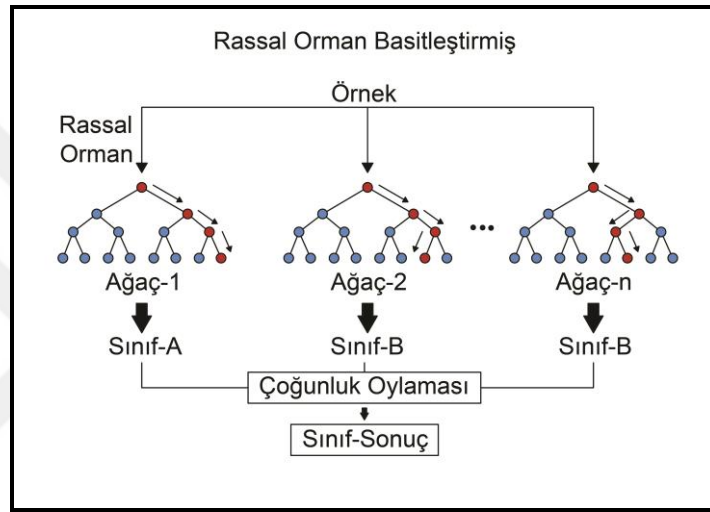 Rassal Orman Basitleştirmiş
Örnek
Rassal
Orman
...
Ağaç-1 Ağaç-2 Ağaç-n
Sınıf-A Sınıf-B Sınıf-B
Çoğunluk Oylaması
Sınıf-Sonuç